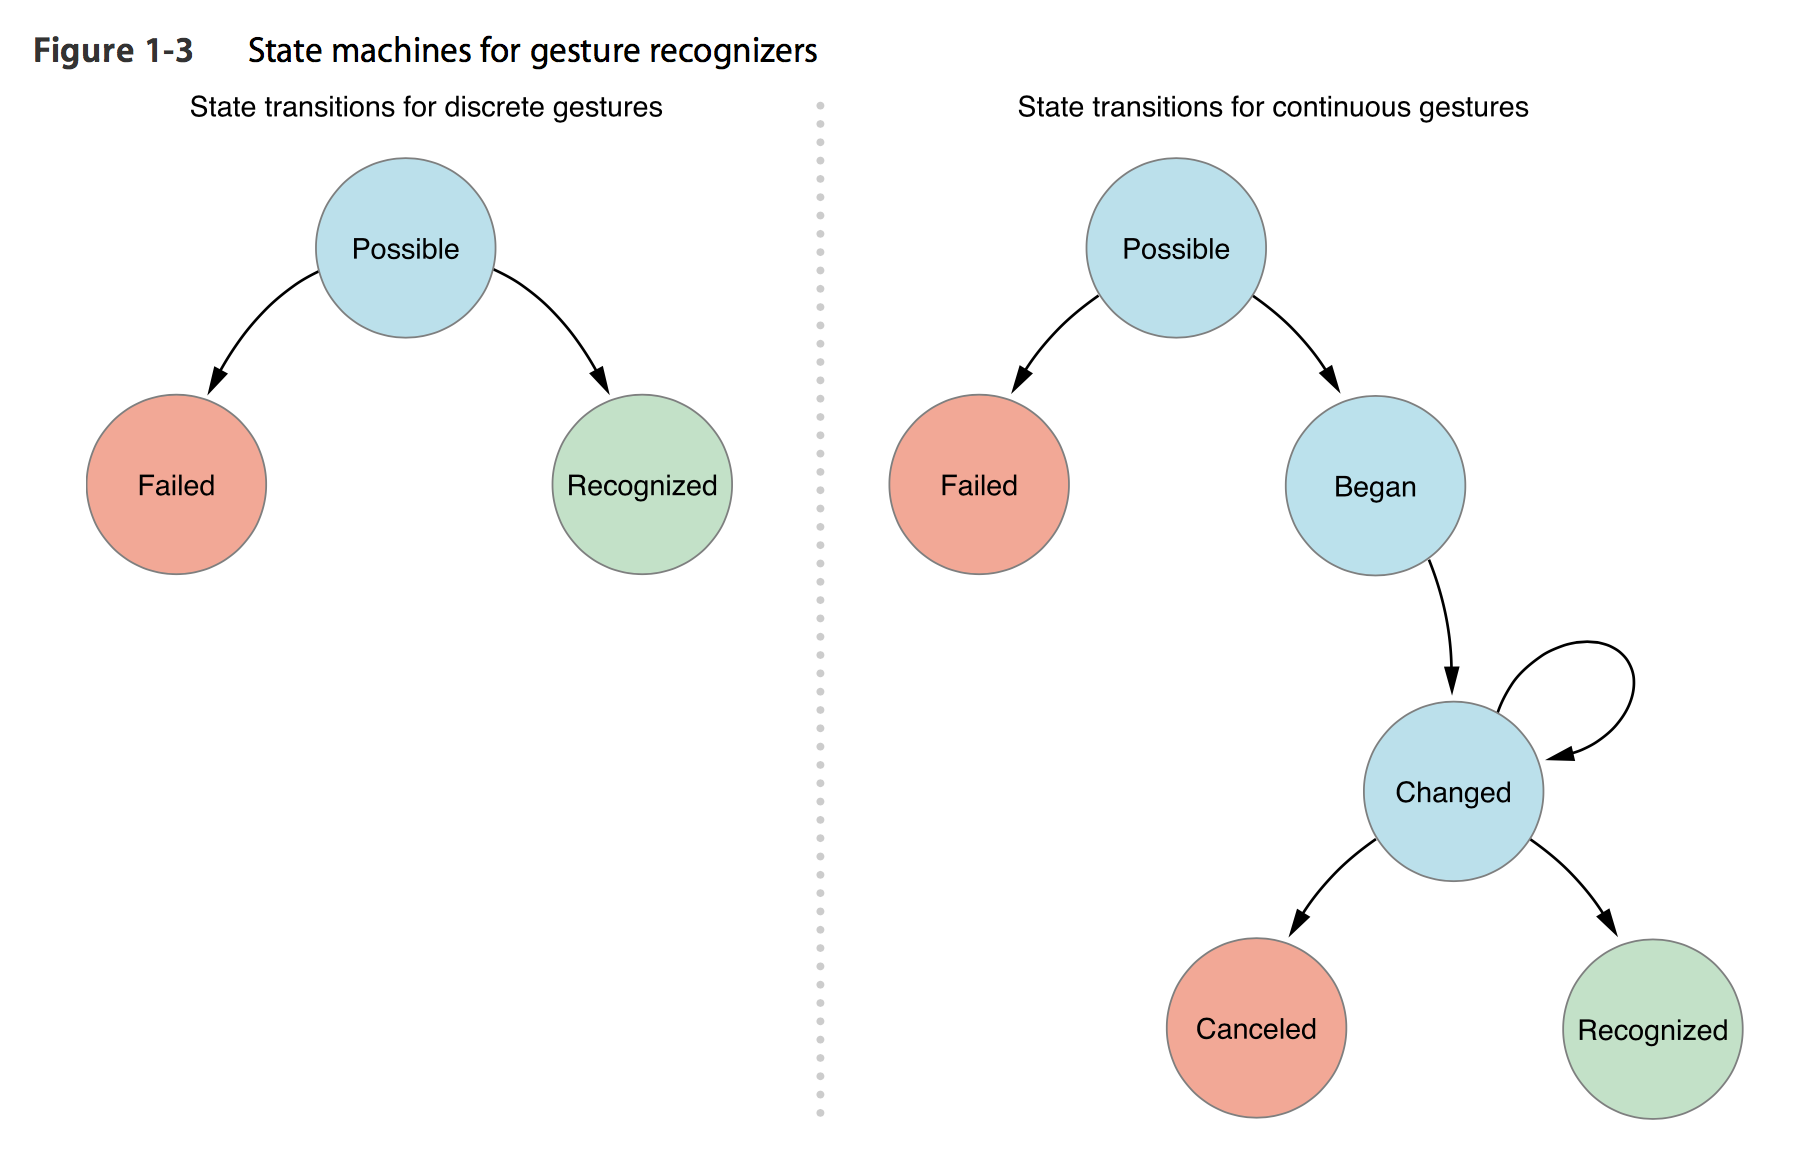 Figure 1-3 State machines for gesture recognizers
State transitions for discrete gestures
Possible
Failed
Recognized
State transitions for continuous gestures
Possible
Failed
Began
Changed
Canceled
Recognized